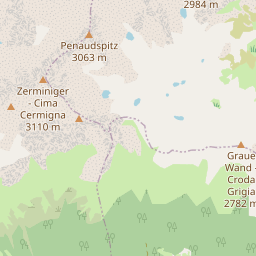 2984 m
Penaudspitz
3063 m
Zerminiger
- Cima
Cermigna
3110 m
Graue
Wand -
Croda
Grigia
2782 m